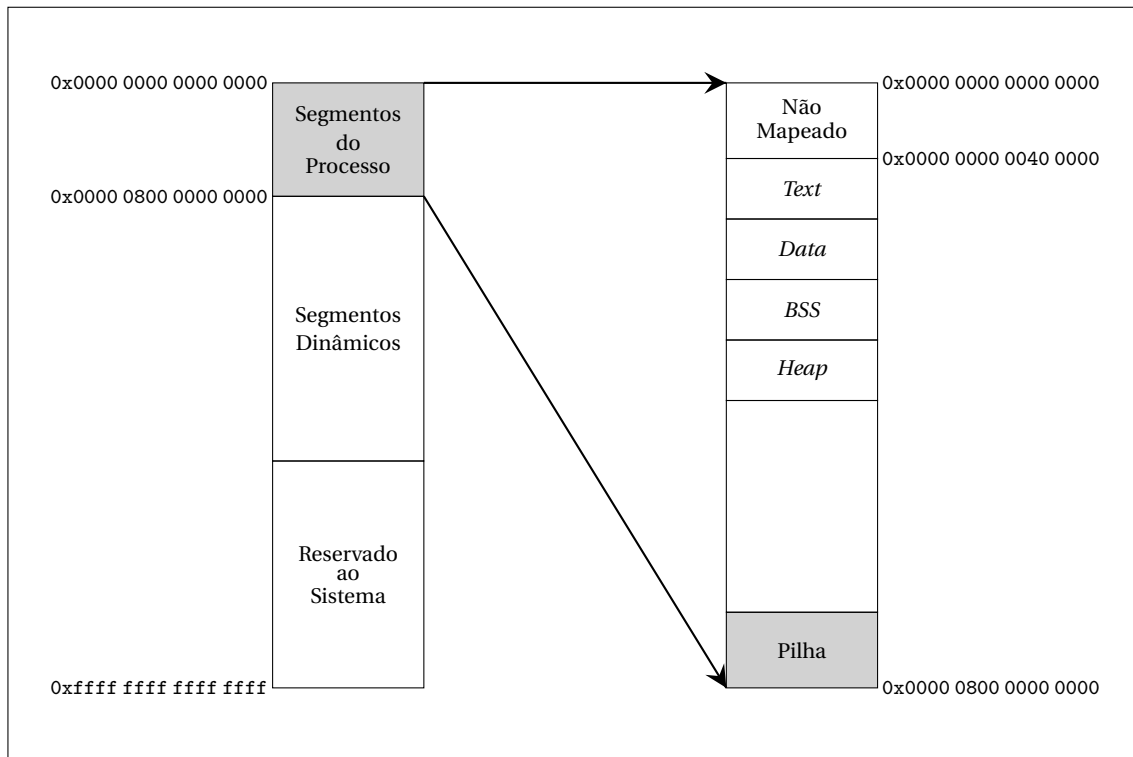 0x0000 0000 0000 0000
Segmentos
do
Processo
0x0000 0800 0000 0000
Segmentos
Dinâmicos
Reservado
ao
Sistema
0xffff ffff ffff ffff
0x0000 0000 0000 0000
Não
Mapeado
0x0000 0000 0040 0000
Text
Data
BSS
Heap
Pilha
0x0000 0800 0000 0000